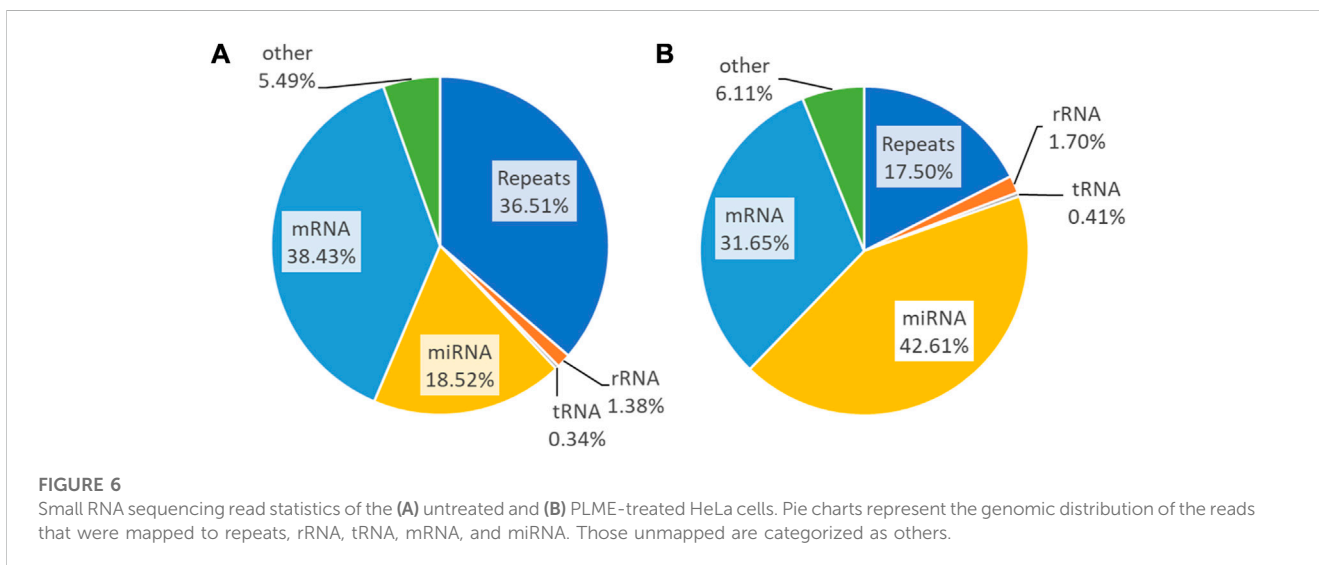 A
other
5.49%
Repeats
36.51%
mRNA
38.43%
miRNA
18.52%
rRNA
1.38%
tRNA
0.34%
B
other
6.11%
Repeats
17.50%
rRNA
1.70%
tRNA
0.41%
mRNA
31.65%
miRNA
42.61%
FIGURE 6
Small RNA sequencing read statistics of the (A) untreated and (B) PLME-treated HeLa cells. Pie charts represent the genomic distribution of the reads
that were mapped to repeats, rRNA, tRNA, mRNA, and miRNA. Those unmapped are categorized as others.